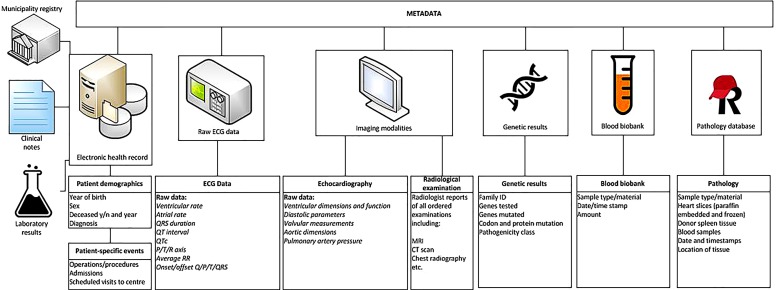 METADATA
Municipality registry
Clinical
notes
Laboratory
results
Electronic health record
Raw ECG data
Imaging modalities
Genetic results
Blood biobank
R
Pathology database
Patient demographics
Year of birth
Sex
Deceased y/n and year
Diagnosis
Patient-specific events
Operations/procedures
Admissions
Scheduled visits to centre
ECG Data
Raw data:
Ventricular rate
Atrial rate
QRS duration
QT interval
QTc
P/T/R axis
Average RR
Onset/offset Q/P/T/QRS
Echocardiography
Raw data:
Ventricular dimensions and function
Diastolic parameters
Valvular measurements
Aortic dimensions
Pulmonary artery pressure
Radiological
examination
Radiologist reports
of all ordered
examinations
including:
MRI
CT scan
Chest radiography
etc.
Genetic results
Family ID
Genes tested
Genes mutated
Codon and protein mutation
Pathogenicity class
Blood biobank
Sample type/material
Date/time stamp
Amount
Pathology
Sample type/material
Heart slices (paraffin
embedded and frozen)
Donor spleen tissue
Blood samples
Date and timestamps
Location of tissue